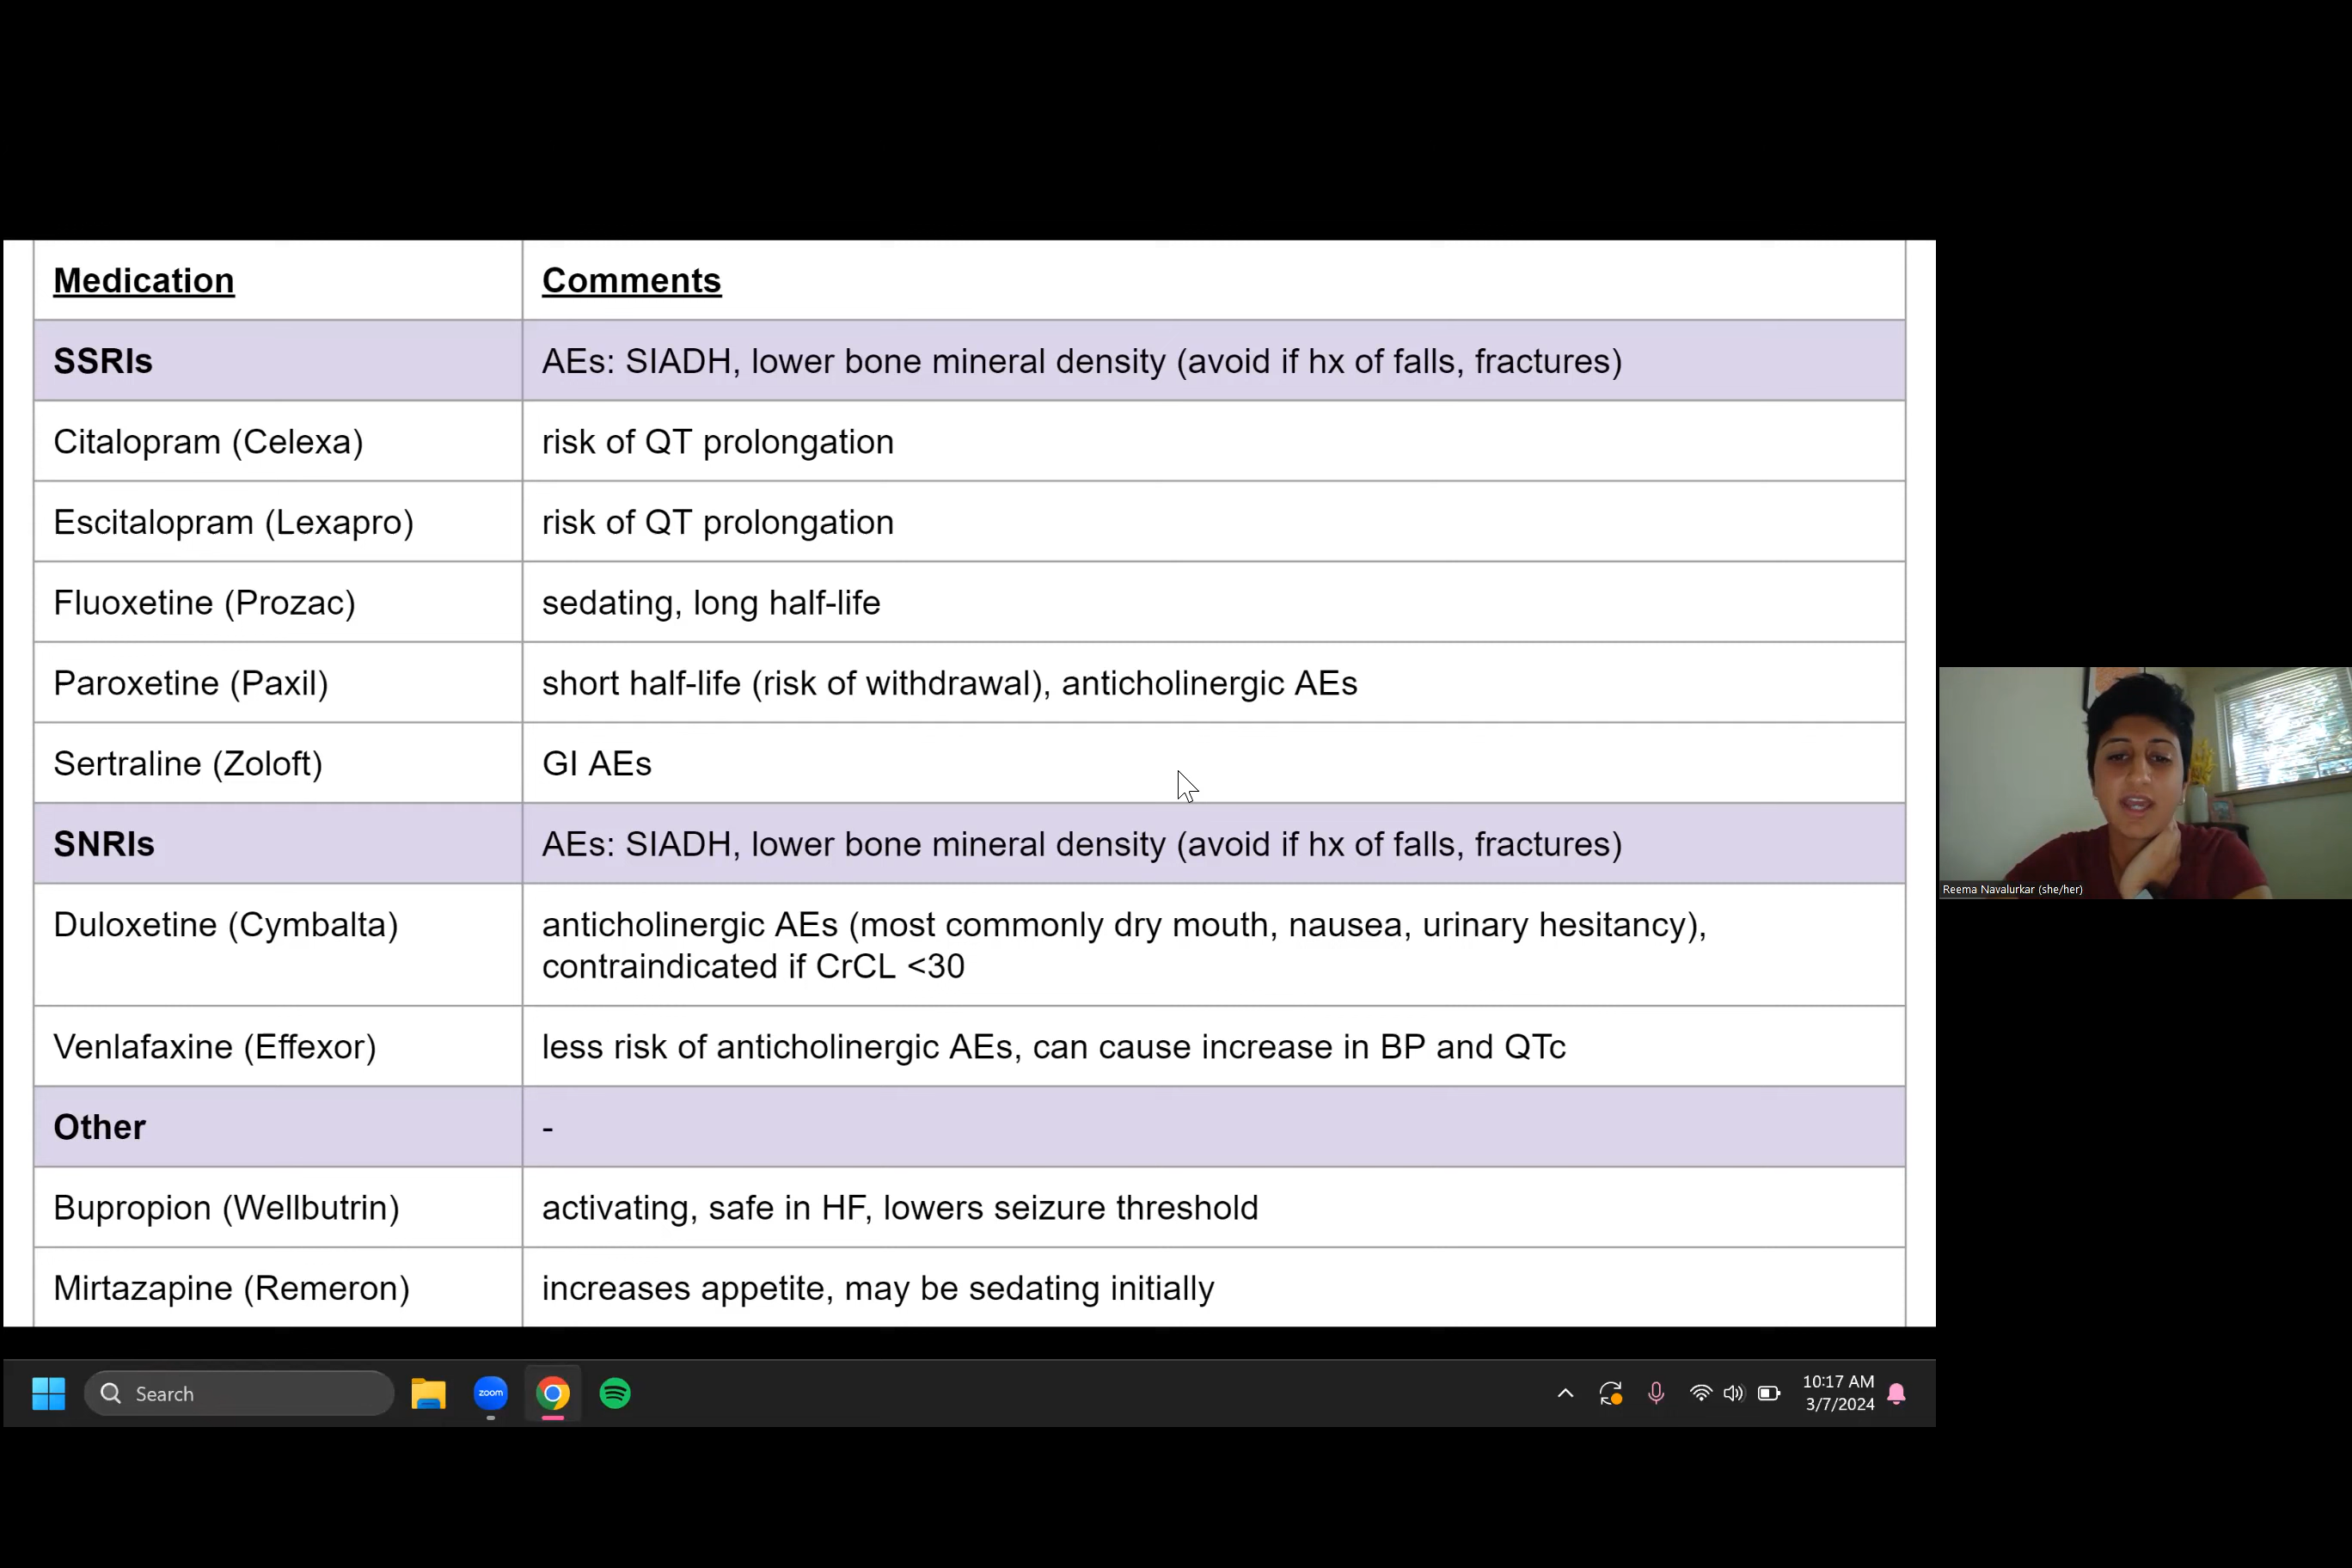 Medication Comments
SSRIs AEs: SIADH, lower bone mineral density (avoid if hx of falls, fractures)
Citalopram (Celexa) risk of QT prolongation
Escitalopram (Lexapro) risk of QT prolongation
Fluoxetine (Prozac) sedating, long half-life
Paroxetine (Paxil) short half-life (risk of withdrawal), anticholinergic AEs
Sertraline (Zoloft) GI AEs
SNRIs AEs: SIADH, lower bone mineral density (avoid if hx of falls, fractures)
Duloxetine (Cymbalta) anticholinergic AEs (most commonly dry mouth, nausea, urinary hesitancy),
contraindicated if CrCL <30
Venlafaxine (Effexor) less risk of anticholinergic AEs, can cause increase in BP and QTc
Other -
Bupropion (Wellbutrin) activating, safe in HF, lowers seizure threshold
Mirtazapine (Remeron) increases appetite, may be sedating initially
Reema Navalurkar (she/her)
Search
zoom
10:17 AM
3/7/2024